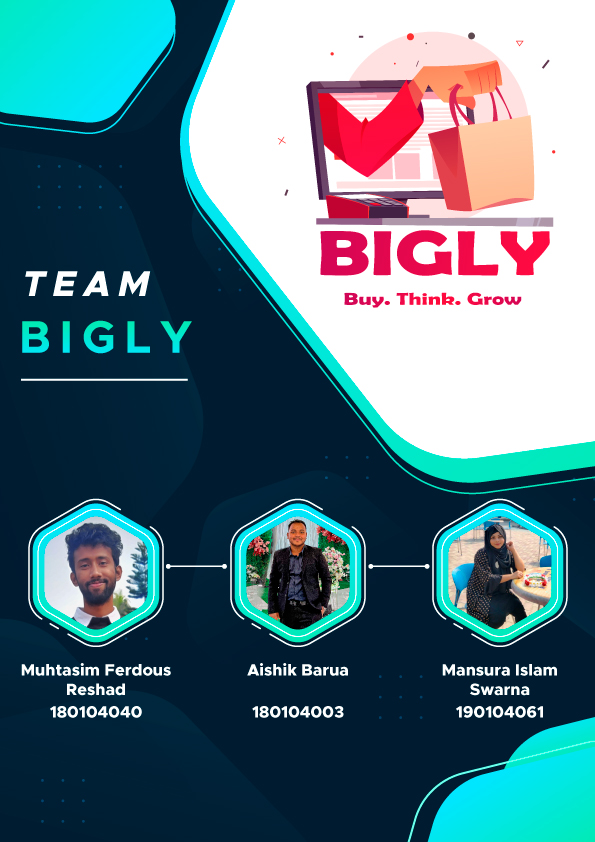 BIGLY
Buy. Think. Grow
TEAM
BIGLY
Muhtasim Ferdous
Reshad
180104040
Aishik Barua
180104003
Mansura Islam
Swarna
190104061